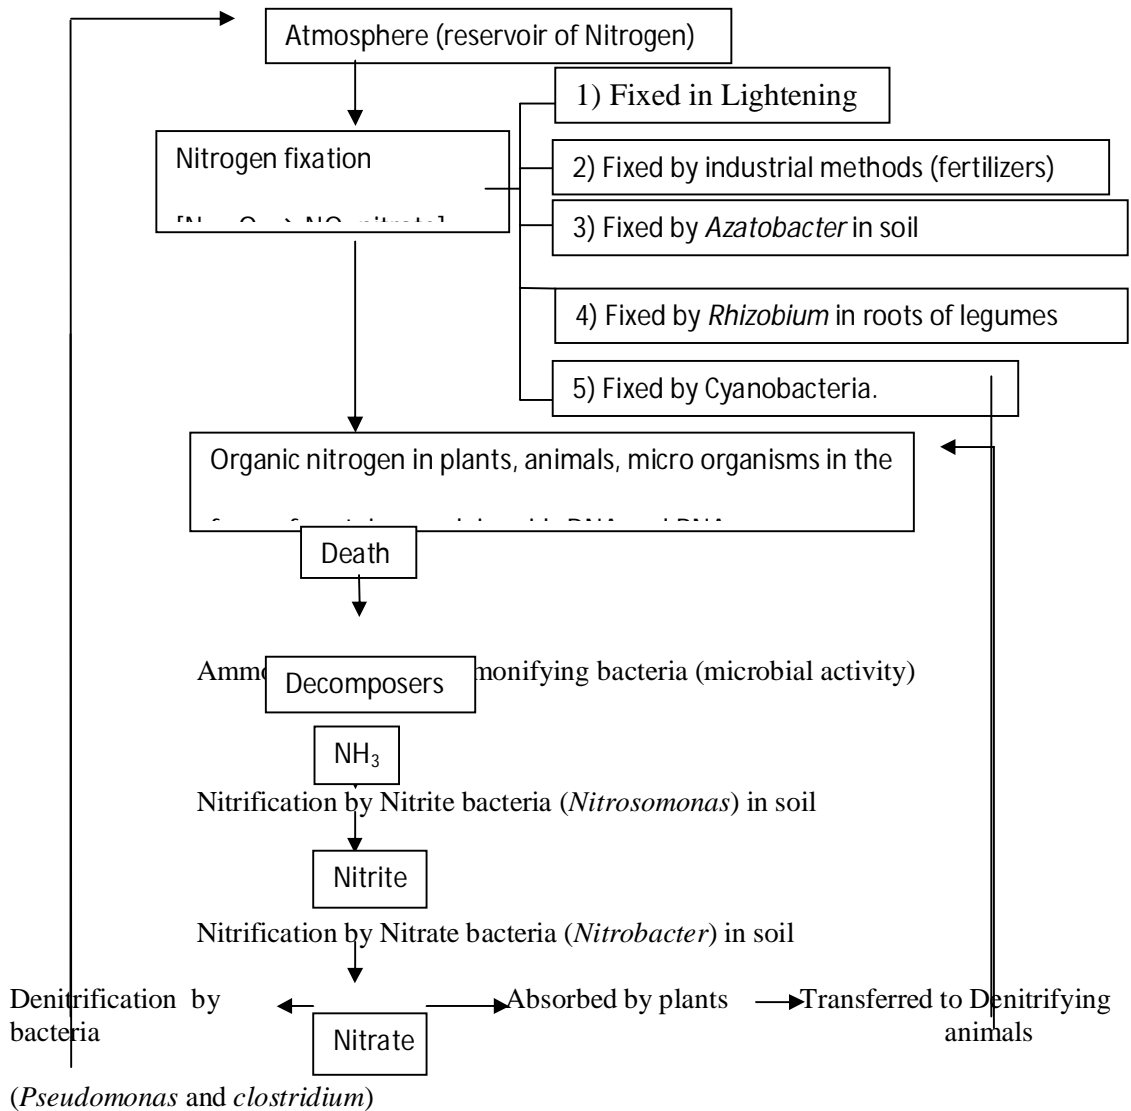 Atmosphere (reservoir of Nitrogen)
1) Fixed in Lightening
Nitrogen fixation
2) Fixed by industrial methods (fertilizers)
3) Fixed by Azatobacter in soil
4) Fixed by Rhizobium in roots of legumes
5) Fixed by Cyanobacteria.
Organic nitrogen in plants, animals, micro organisms in the
Death
monifying bacteria (microbial activity)
Decomposers
NH₃
Nitrification by Nitrite bacteria (Nitrosomonas) in soil
Nitrite
Nitrification by Nitrate bacteria (Nitrobacter) in soil
Denitrification by
bacteria
Absorbed by plants
Transferred to Denitrifying
animals
Nitrate
(Pseudomonas and clostridium)